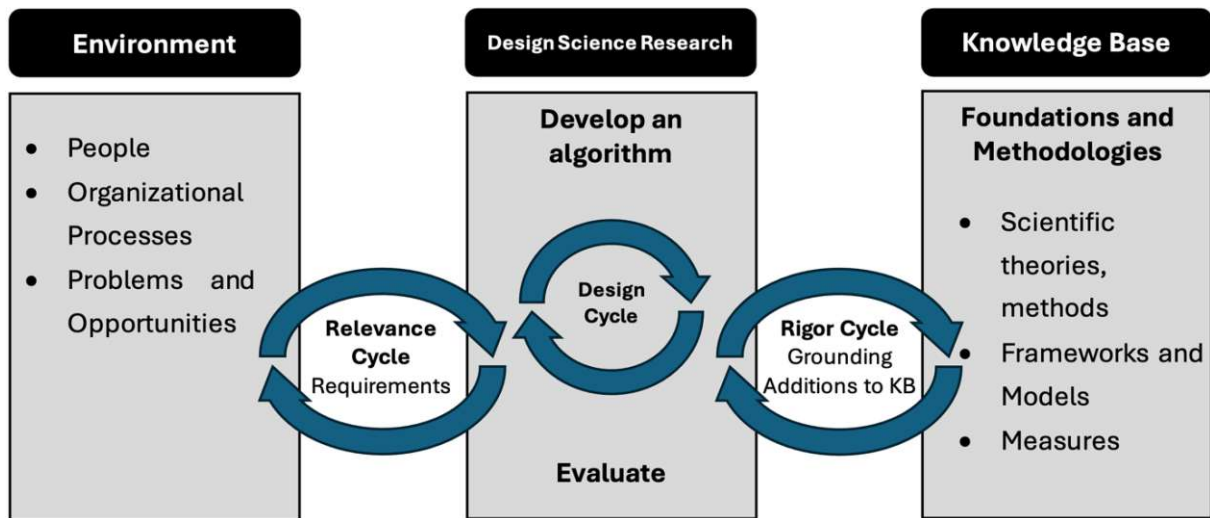 Environment
Design Science Research
Knowledge Base
• People
• Organizational
Processes
• Problems and
Opportunities
Relevance
Cycle
Requirements
Develop an
algorithm
Design
Cycle
Evaluate
Rigor Cycle
Grounding
Additions to KB
Foundations and
Methodologies
• Scientific
theories,
methods
• Frameworks and
Models
• Measures